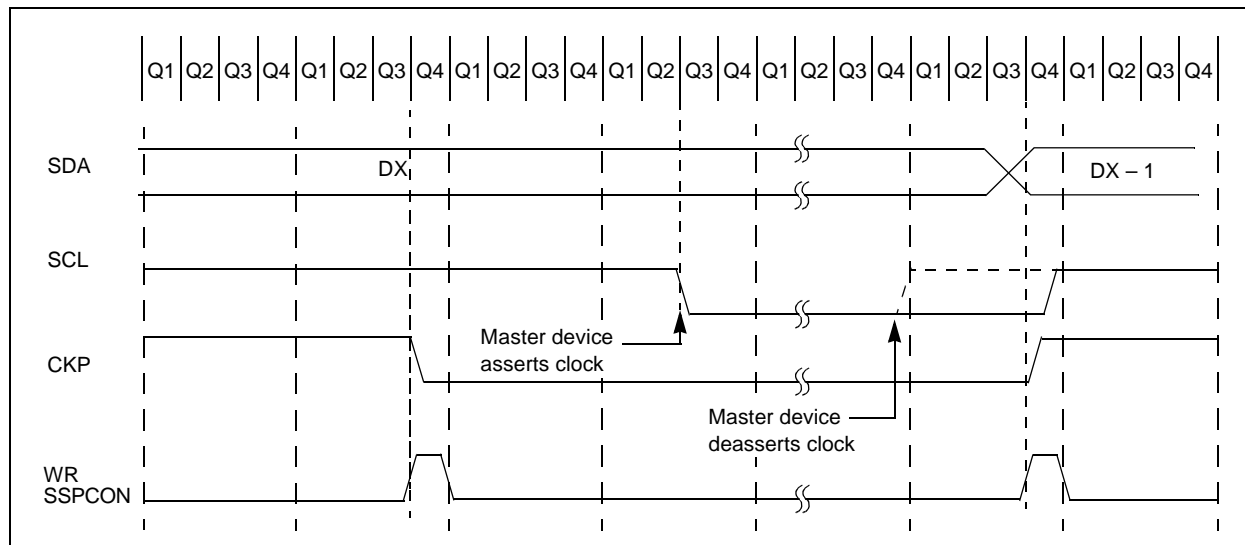 Q1 Q2 Q3 Q4 Q1 Q2 Q3 Q4 Q1 Q2 Q3 Q4 Q1 Q2 Q3 Q4 Q1 Q2 Q3 Q4 Q1 Q2 Q3 Q4 Q1 Q2 Q3 Q4
SDA
DX
DX – 1
SCL
Master device
asserts clock
CKP
Master device
deasserts clock
WR
SSPCON